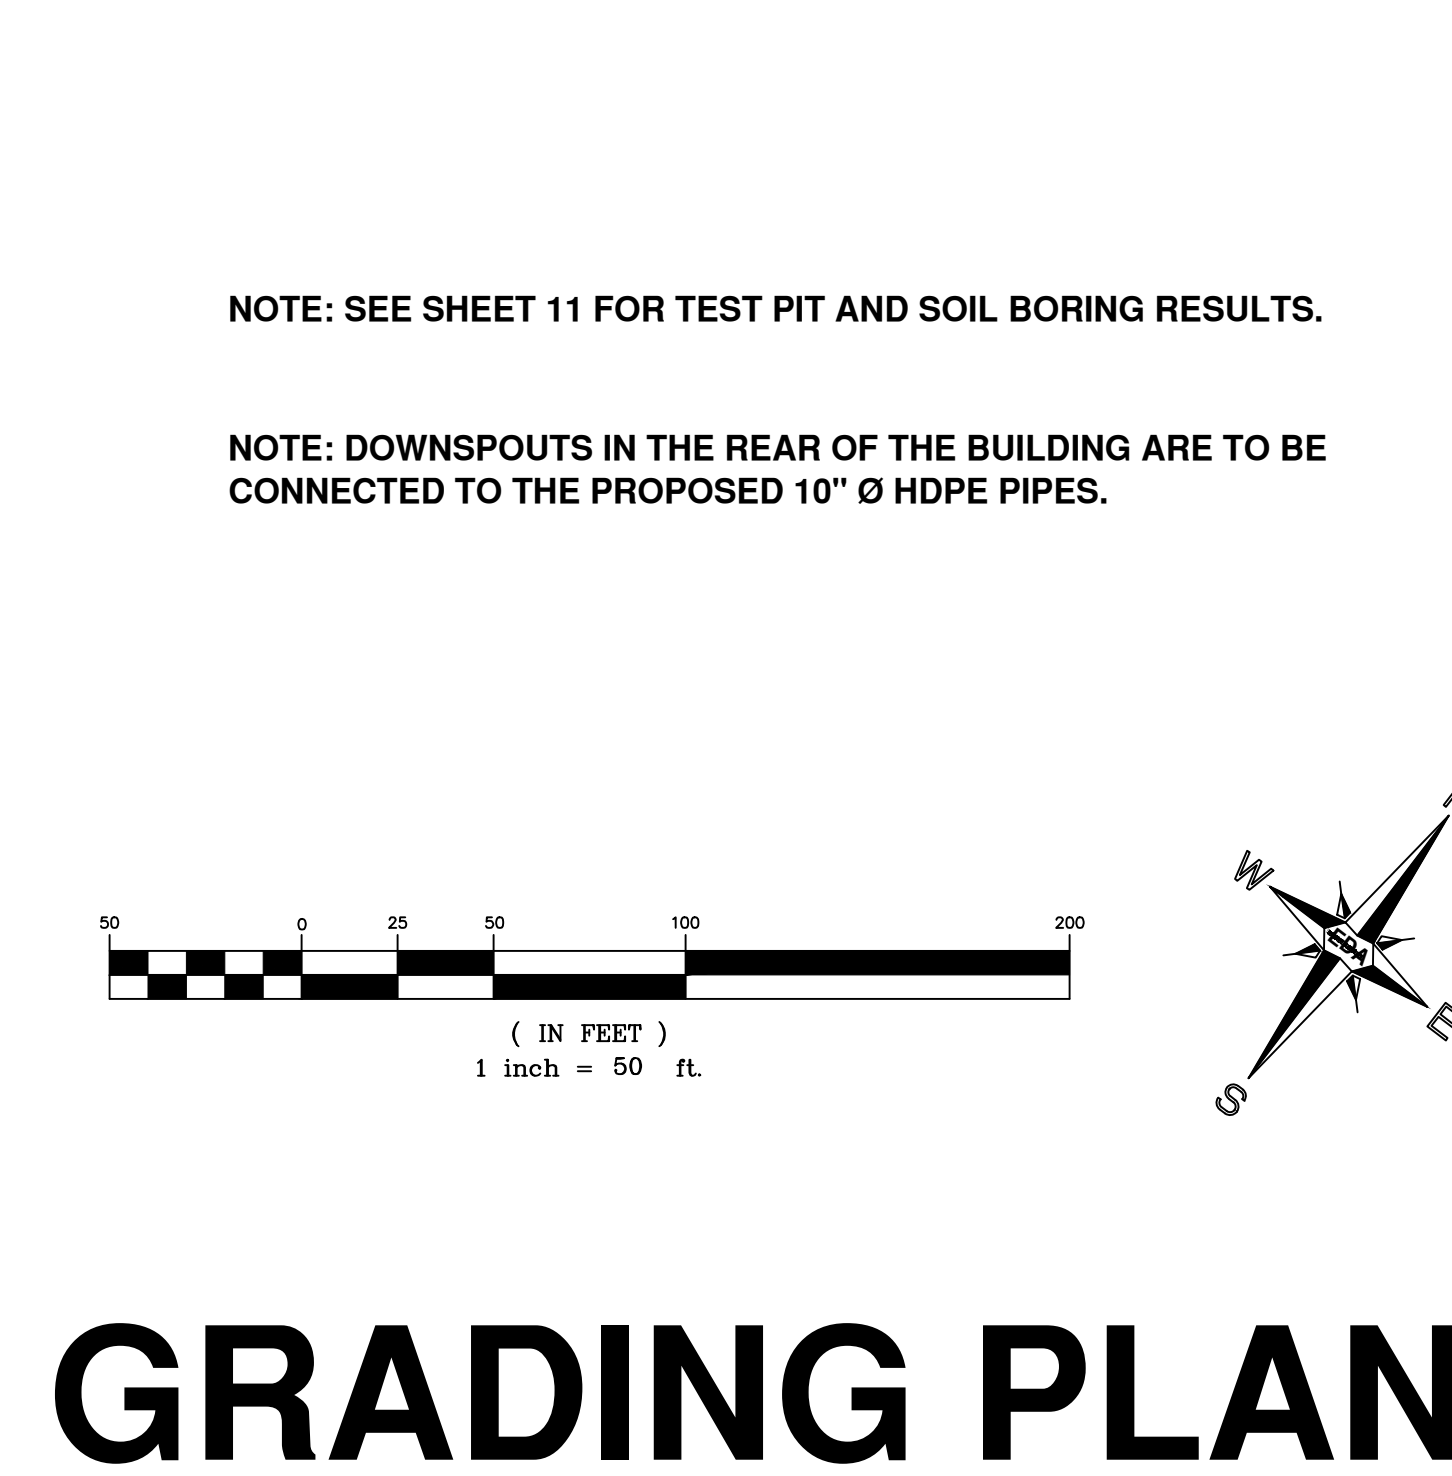 NOTE: SEE SHEET 11 FOR TEST PIT AND SOIL BORING RESULTS.
NOTE: DOWNSPOUTS IN THE REAR OF THE BUILDING ARE TO BE
CONNECTED TO THE PROPOSED 10" Ø HDPE PIPES.
50 0 25 50 100 200
( IN FEET )
1 inch = 50 ft.
W
EDA
E
S
GRADING PLAN